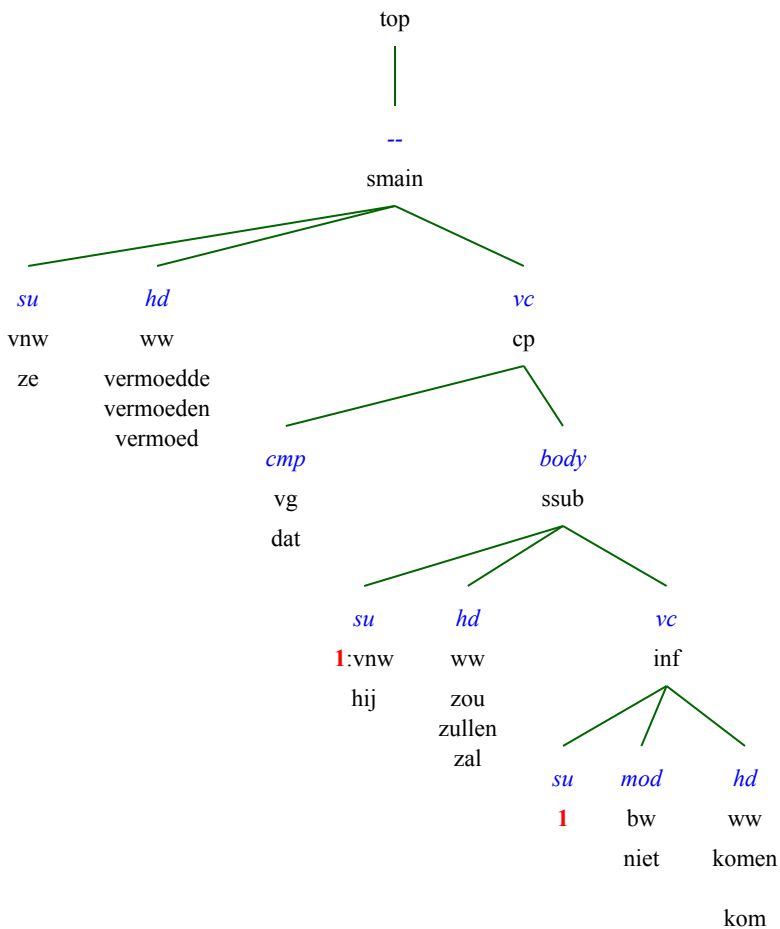 top
--
smain
su hd vc
vnw ww cp
ze vermoedde
vermoeden
vermoed
cmp body
vg ssub
dat
su hd vc
1:vnw ww inf
hij zou
zullen
zal
su mod hd
1 bw ww
niet komen
kom